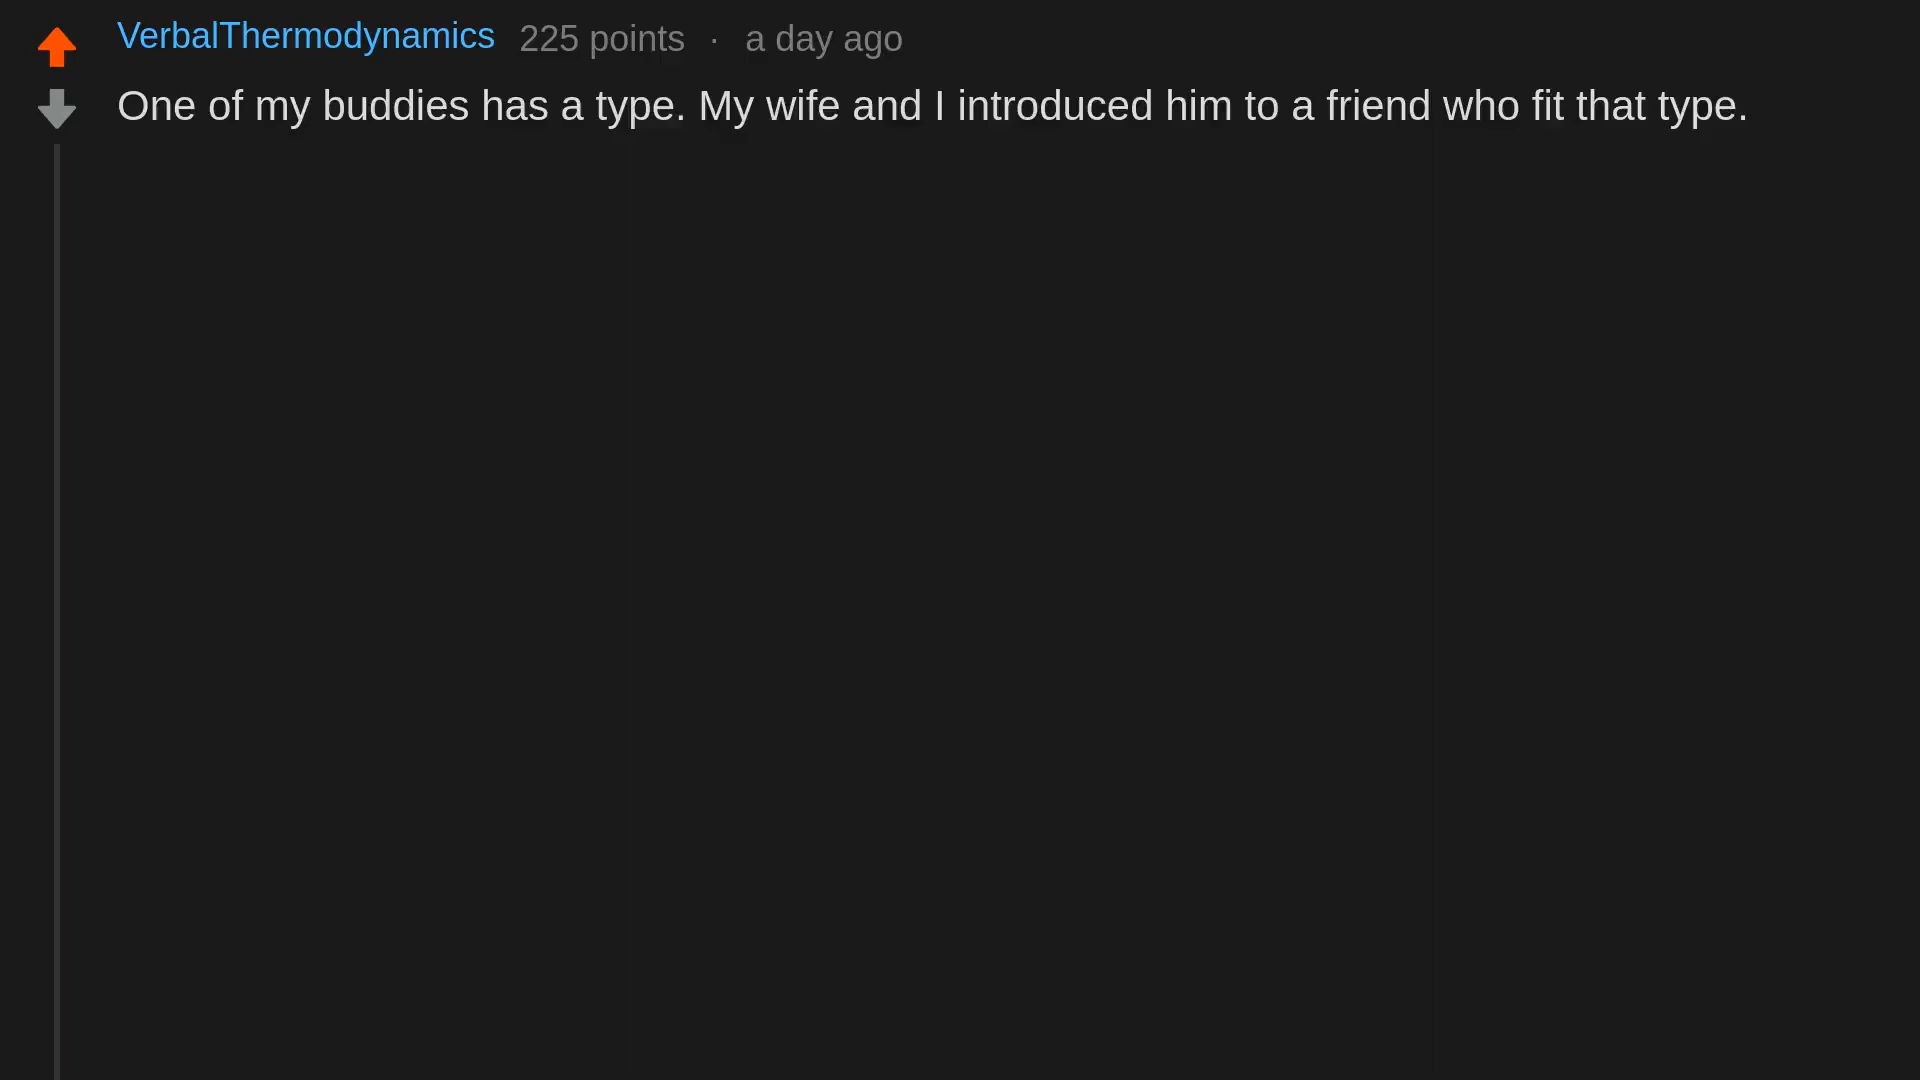 VerbalThermodynamics 225 points · a day ago
One of my buddies has a type. My wife and I introduced him to a friend who fit that type.